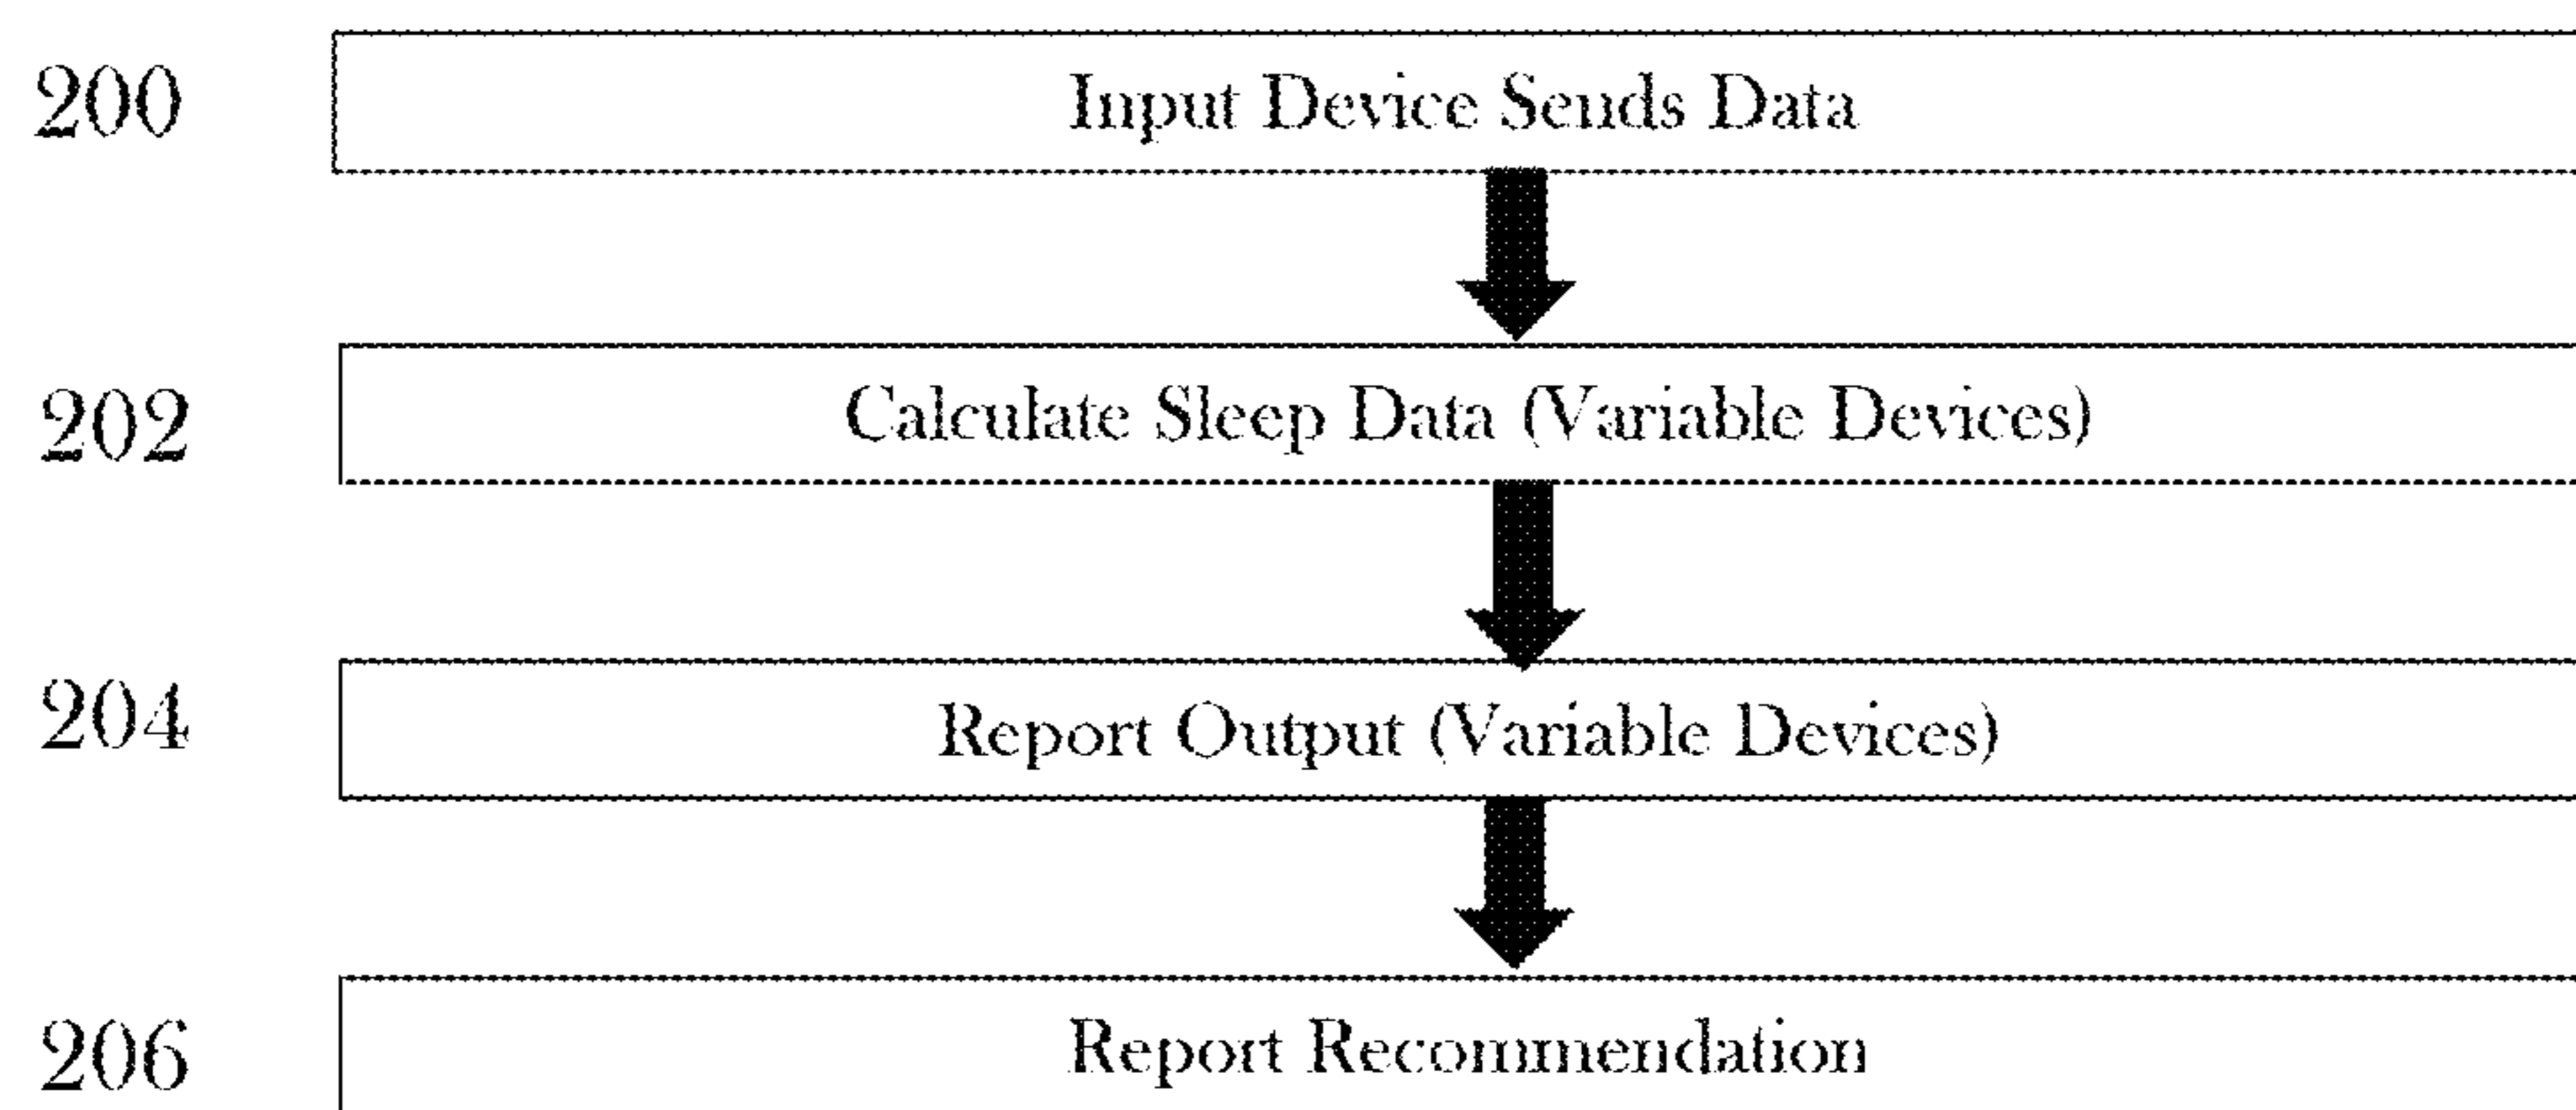 200 Input Device Sends Data
202 Calculate Sleep Data (Variable Devices)
204 Report Output (Variable Devices)
206 Report Recommendation